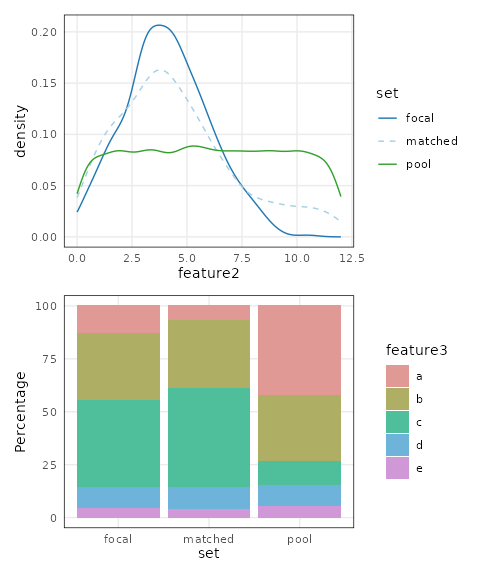 0.20
0.15
0.10
0.05
0.00
density
0.0 2.5 5.0 7.5 10.0 12.5
feature2
set
focal
matched
pool
100
75
50
25
0
Percentage
focal matched pool
set
feature3
a
b
c
d
e